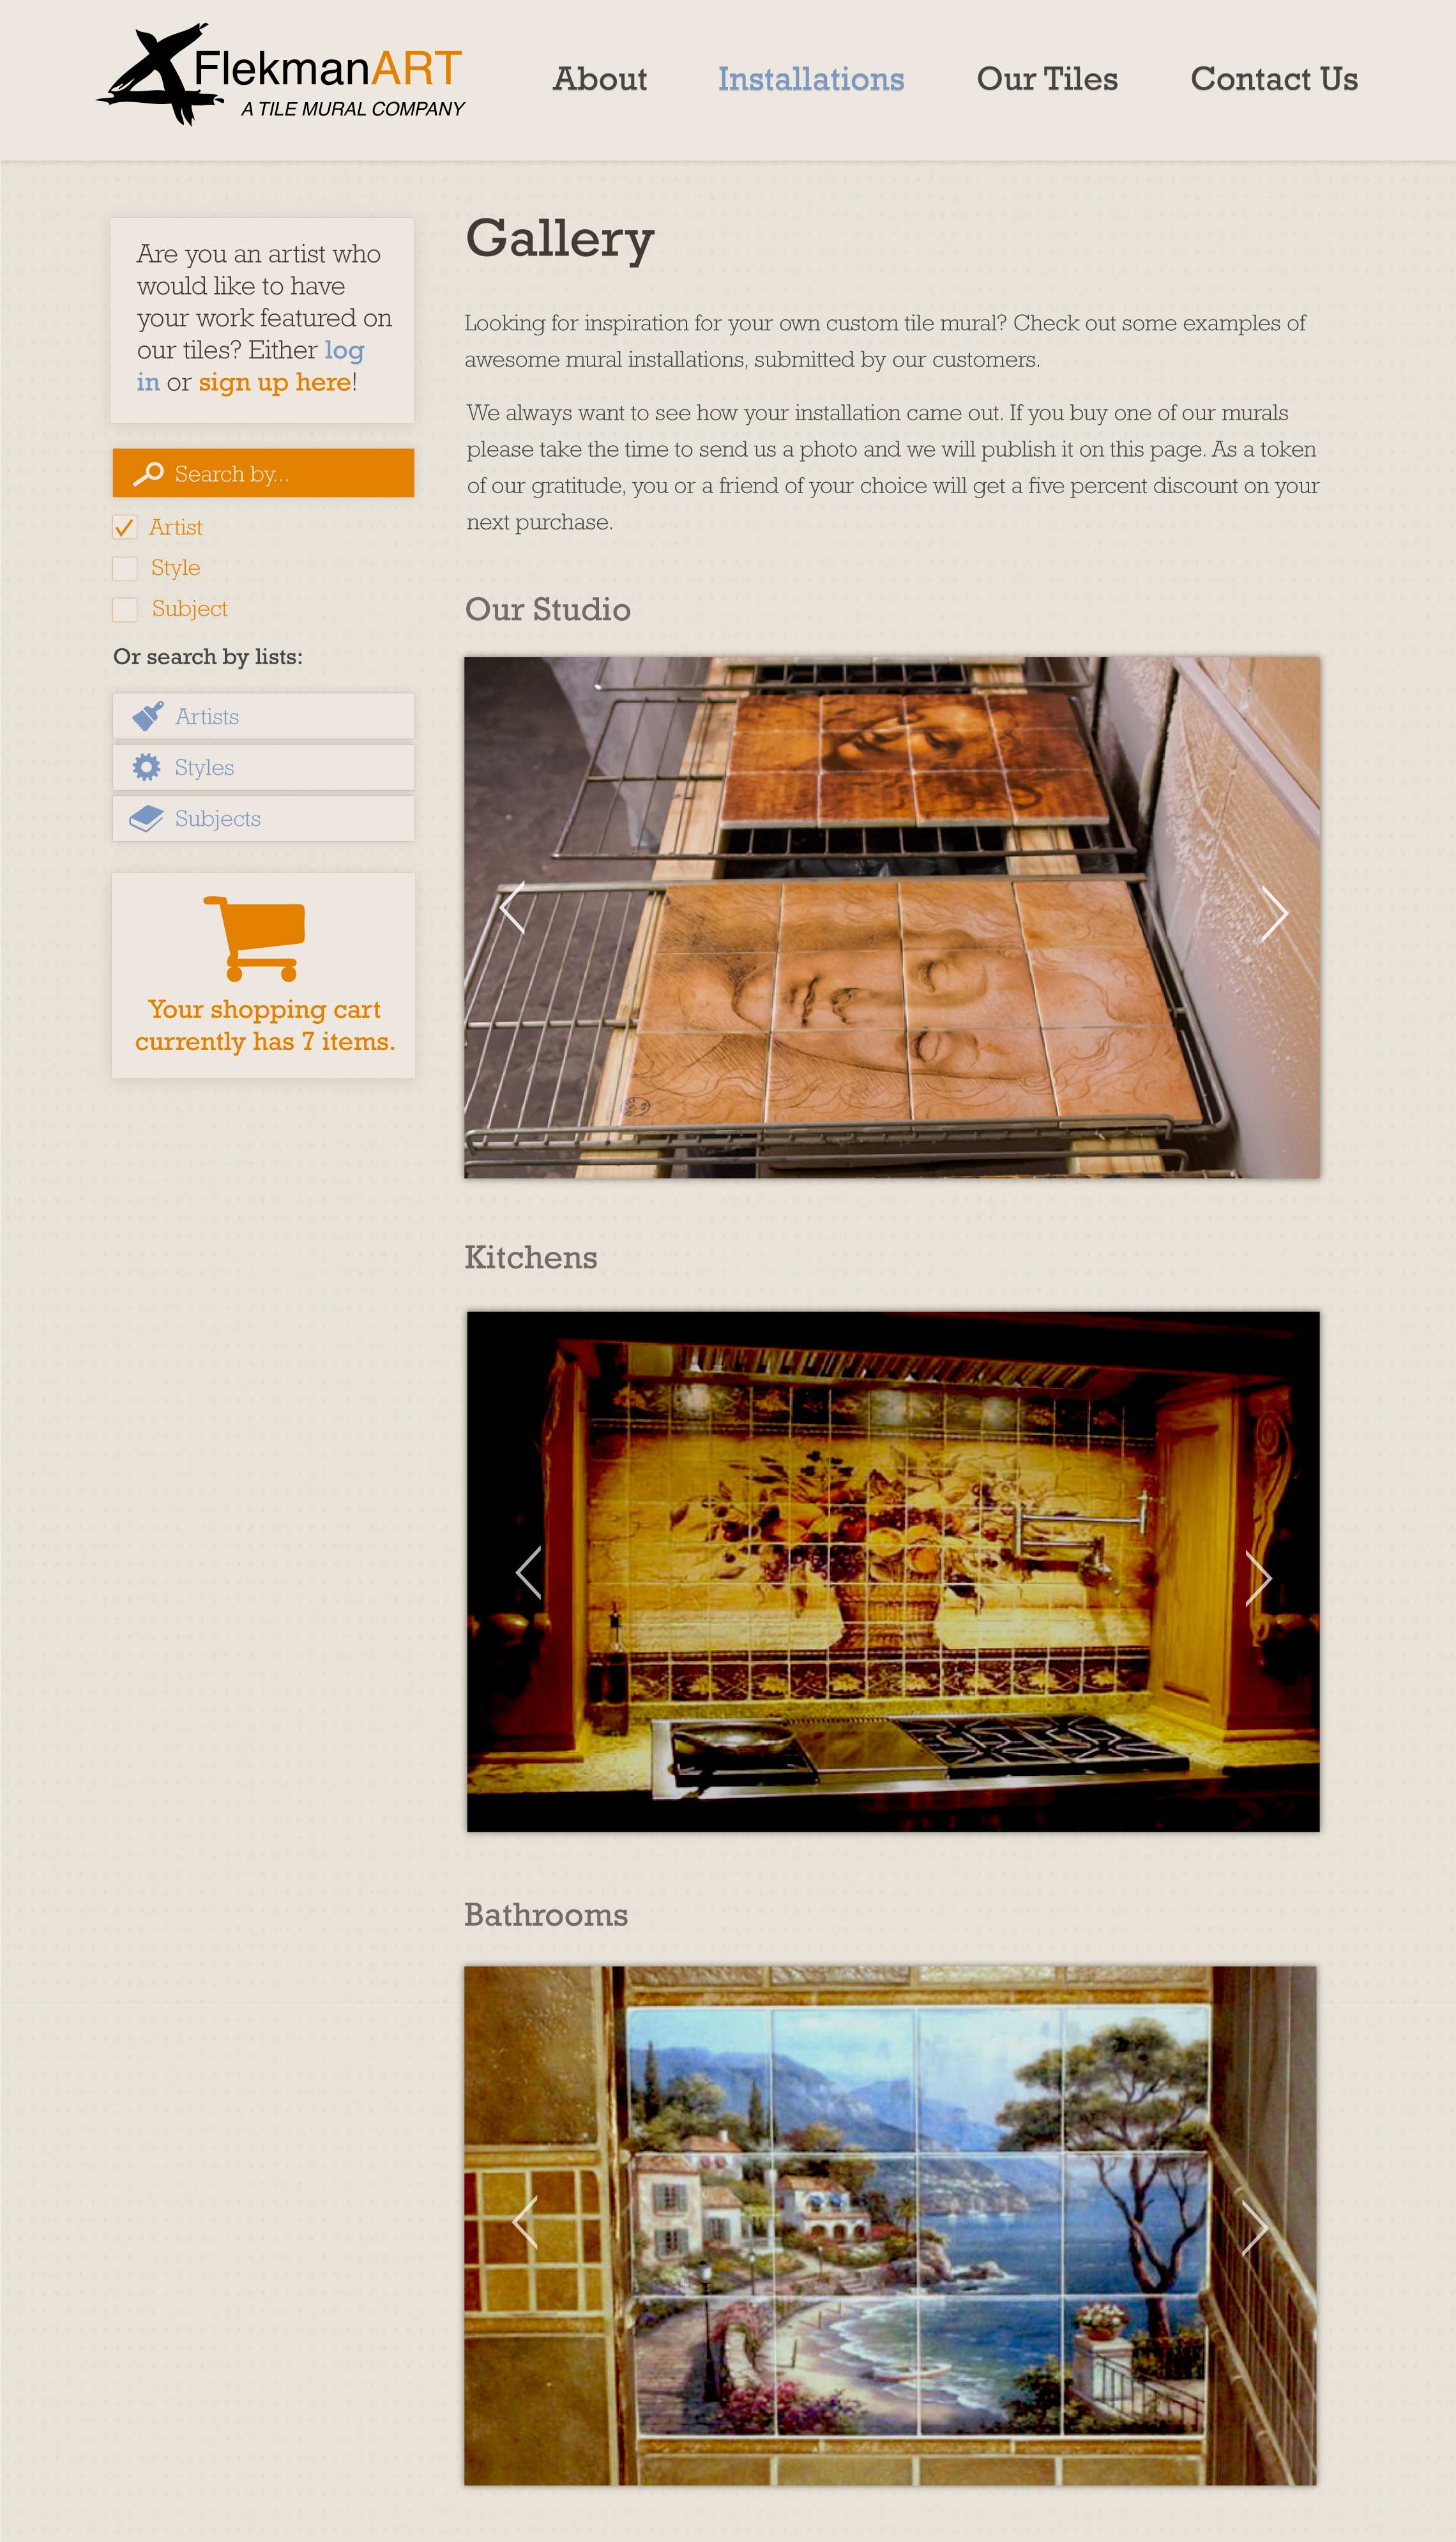 FlekmanART
A TILE MURAL COMPANY
About
Installations
Our Tiles
Contact Us
Are you an artist who
would like to have
your work featured on
our tiles? Either log
in or sign up here!
Search by...
Artist
Style
Subject
Or search by lists:
Artists
Styles
Subjects
Your shopping cart
currently has 7 items.
Gallery
Looking for inspiration for your own custom tile mural? Check out some examples of
awesome mural installations, submitted by our customers.
We always want to see how your installation came out. If you buy one of our murals
please take the time to send us a photo and we will publish it on this page. As a token
of our gratitude, you or a friend of your choice will get a five percent discount on your
next purchase.
Our Studio
Kitchens
Bathrooms